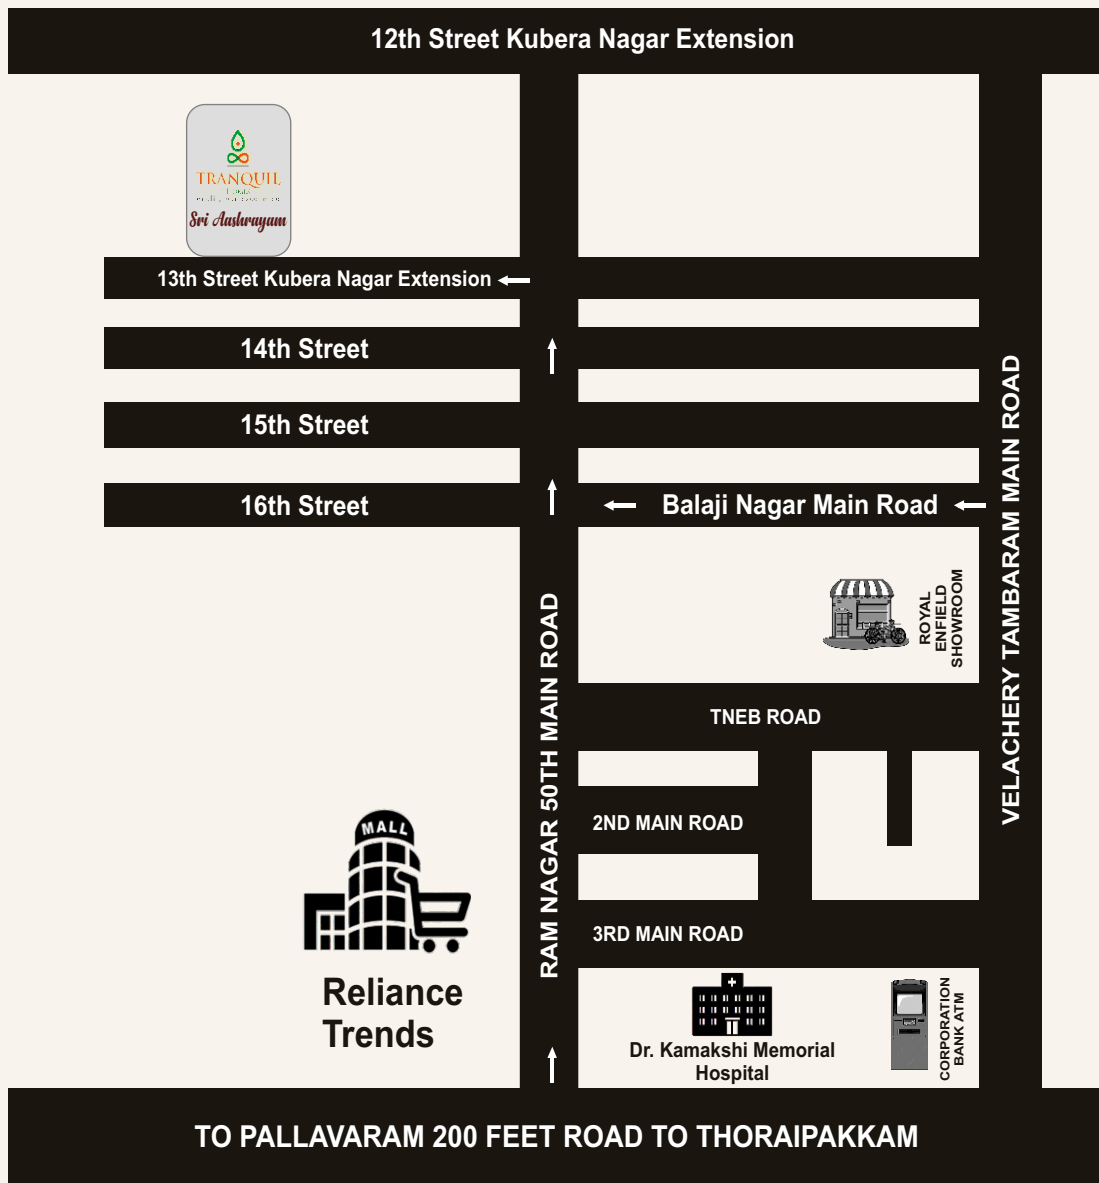 12th Street Kubera Nagar Extension
TRANQUIL
Sri Aashrayam
13th Street Kubera Nagar Extension
14th Street
15th Street
16th Street
Balaji Nagar Main Road
VELACHERY TAMBARAM MAIN ROAD
ROYAL
ENFIELD
SHOWROOM
RAM NAGAR 50TH MAIN ROAD
TNEB ROAD
2ND MAIN ROAD
MALL
3RD MAIN ROAD
Reliance
Trends
Dr. Kamakshi Memorial
Hospital
CORPORATION
BANK ATM
TO PALLAVARAM 200 FEET ROAD TO THORAIPAKKAM